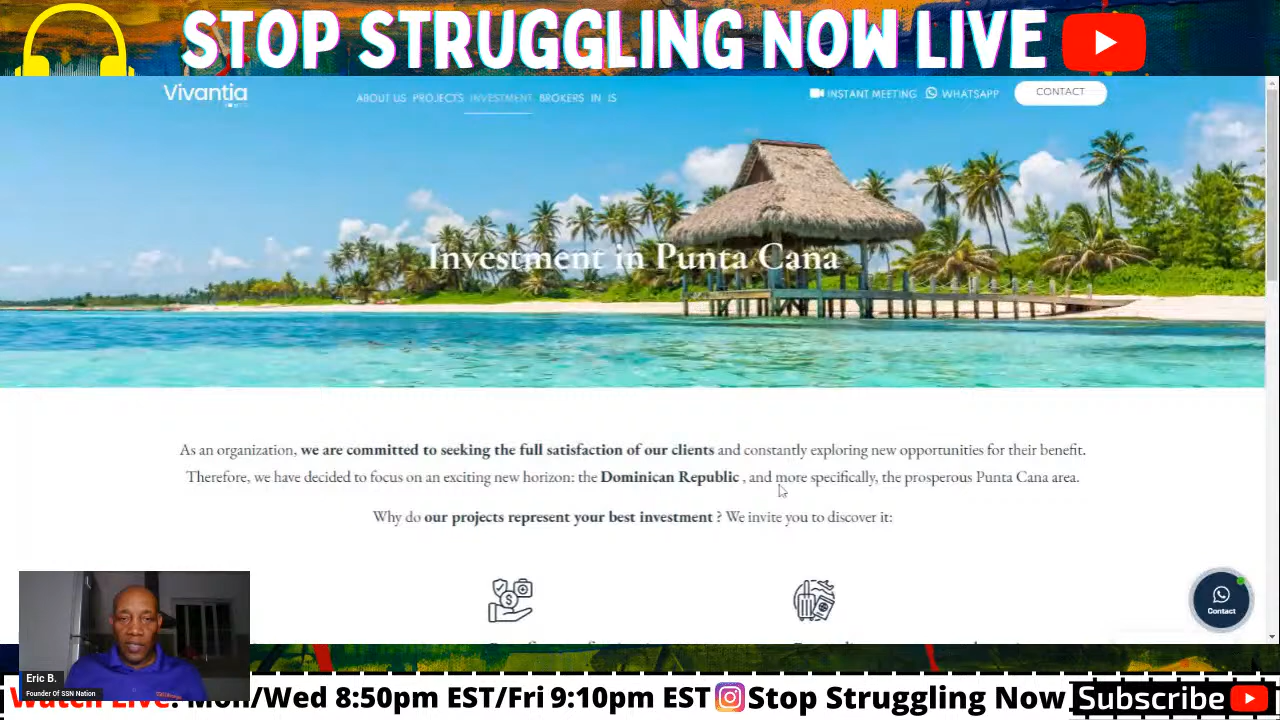 STOP STRUGGLING NOW LIVE
Vivantia
ABOUT US PROJECTS INVESTMENT BROKERS IN IS
INSTANT MEETING WHATSAPP CONTACT
Investment in Punta Cana
As an organization, we are committed to seeking the full satisfaction of our clients and constantly exploring new opportunities for their benefit.
Therefore, we have decided to focus on an exciting new horizon: the Dominican Republic , and more specifically, the prosperous Punta Cana area.
Why do our projects represent your best investment ? We invite you to discover it:
Contact
Eric B.
Founder Of SSN Nation
Watch Live: Mon/Wed 8:50pm EST/Fri 9:10pm EST Stop Struggling Now Subscribe